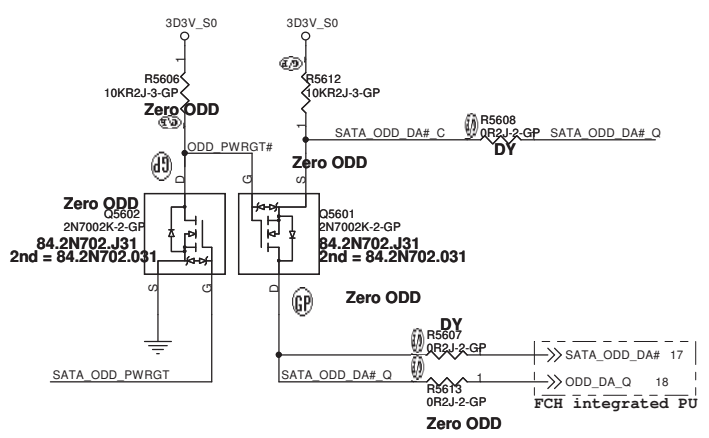 3D3V_S0
3D3V_S0
1
R5606
10KR2J-3-GP
Zero ODD
R5612
10KR2J-3-GP
1
ODD_PWRGT#
SATA_ODD_DA#_C
R5608
0R2J-2-GP
DY
SATA_ODD_DA#_Q
GP
D
G
S
Zero ODD
Zero ODD
Q5602
2N7002K-2-GP
84.2N702.J31
2nd = 84.2N702.031
Q5601
2N7002K-2-GP
84.2N702.J31
2nd = 84.2N702.031
S
G
D
GP
Zero ODD
DY
R5607
0R2J-2-GP
1
SATA_ODD_DA# 17
SATA_ODD_PWRGT
SATA_ODD_DA#_Q
1
R5613
0R2J-2-GP
ODD_DA_Q 18
FCH integrated PU
Zero ODD